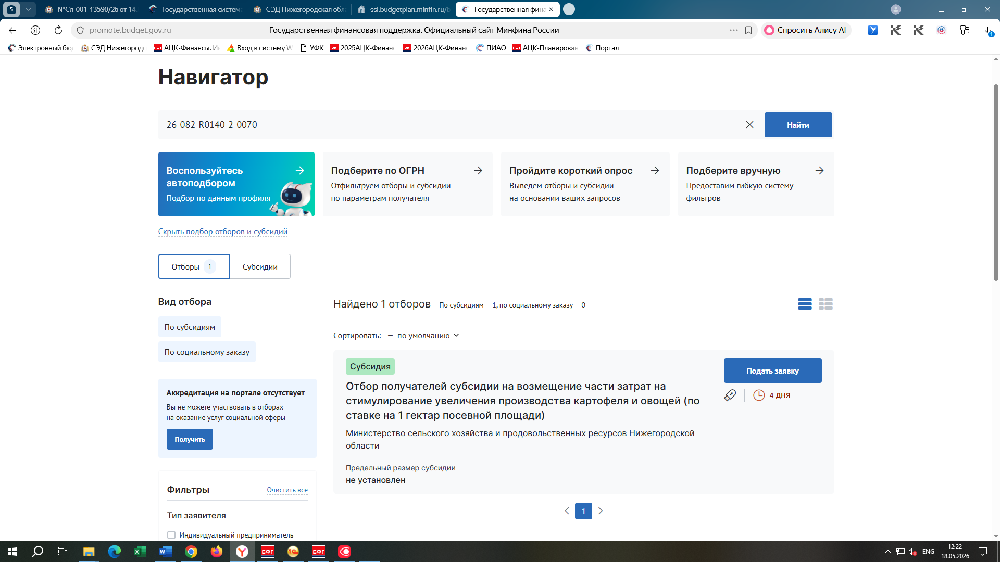 5
№Сл-001-13590/26 от 14.
Государственная система
СЭД Нижегородская обл
ssl.budgetplan.minfin.ru/b
Государственная фина
promote.budget.gov.ru
Государственная финансовая поддержка. Официальный сайт Минфина России
Спросить Алису AI
1
Электронный бюд
СЭД Нижегородс
АЦК-Финансы. И
Вход в систему W
УФК
2025АЦК-Финанс
2026АЦК-Финанс
ПИАО
АЦК-Планирован
Портал
Навигатор
26-082-R0140-2-0070
Найти
Воспользуйтесь
автоподбором
Подбор по данным профиля
Подберите по ОГРН
Отфильтруем отборы и субсидии
по параметрам получателя
Пройдите короткий опрос
Выведем отборы и субсидии
на основании ваших запросов
Подберите вручную
Предоставим гибкую систему
фильтров
Скрыть подбор отборов и субсидий
Отборы 1
Субсидии
Вид отбора
По субсидиям
По социальному заказу
Аккредитация на портале отсутствует
Вы не можете участвовать в отборах
на оказание услуг социальной сферы
Получить
Фильтры
Очистить все
Тип заявителя
Индивидуальный предприниматель
Найдено 1 отборов
По субсидиям – 1, по социальному заказу – 0
Сортировать: по умолчанию
Субсидия
Отбор получателей субсидии на возмещение части затрат на
стимулирование увеличения производства картофеля и овощей (по
ставке на 1 гектар посевной площади)
Министерство сельского хозяйства и продовольственных ресурсов Нижегородской
области
Предельный размер субсидии
не установлен
Подать заявку
4 ДНЯ
1
БФТ
1С
БФТ
ENG
12:22
18.05.2026